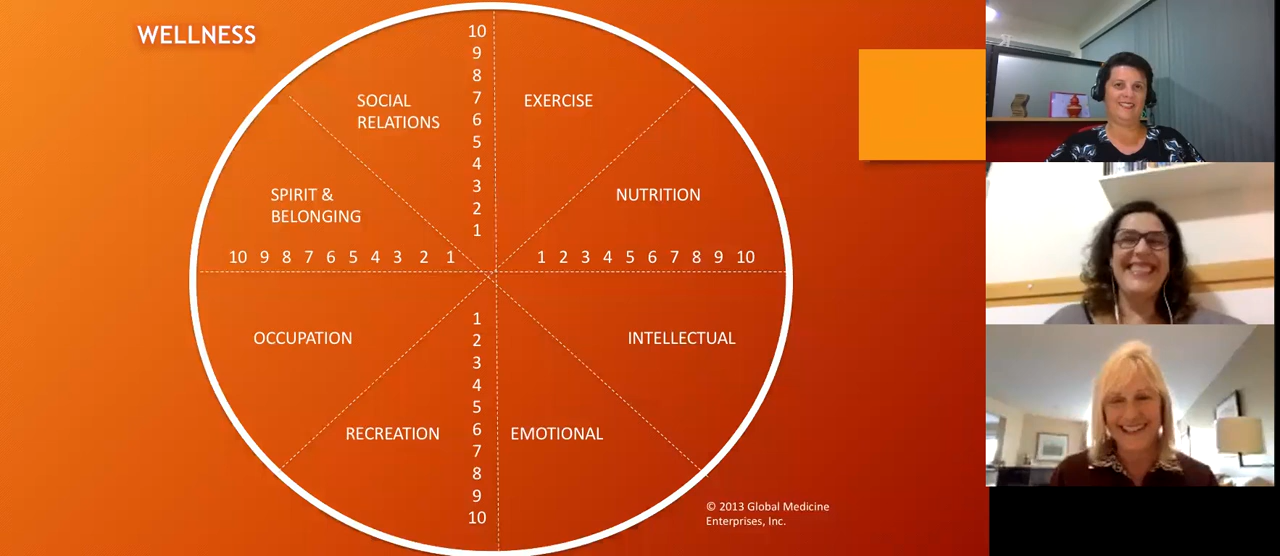 WELLNESS
10
9
8
7
6
5
4
3
2
1
SOCIAL
RELATIONS
EXERCISE
SPIRIT &
BELONGING
NUTRITION
10 9 8 7 6 5 4 3 2 1
1 2 3 4 5 6 7 8 9 10
OCCUPATION
INTELLECTUAL
RECREATION
EMOTIONAL
1
2
3
4
5
6
7
8
9
10
© 2013 Global Medicine
Enterprises, Inc.